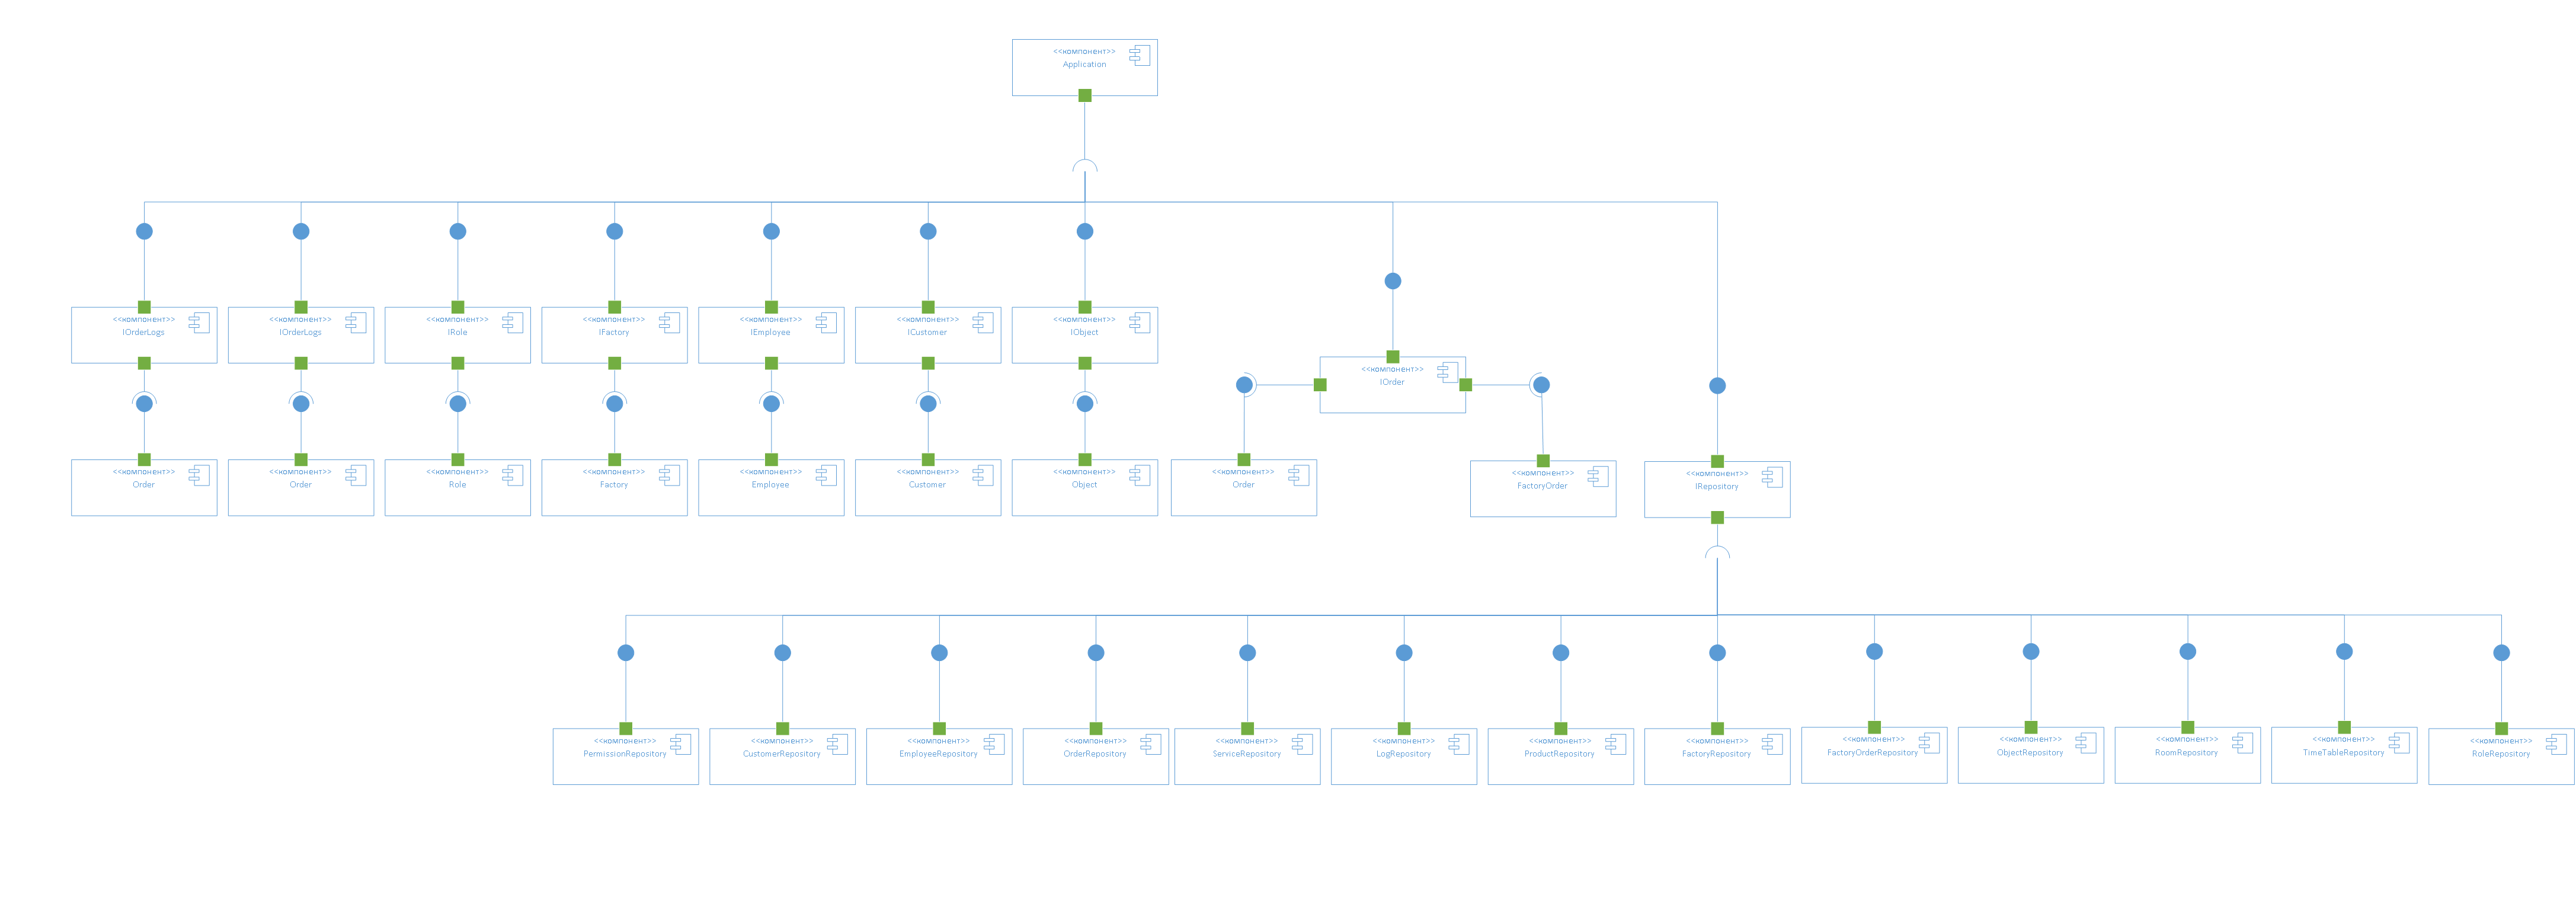 <<компонент>>
Application
<<компонент>>
IOrderLogs
<<компонент>>
IOrderLogs
<<компонент>>
IRole
<<компонент>>
IFactory
<<компонент>>
IEmployee
<<компонент>>
ICustomer
<<компонент>>
IObject
<<компонент>>
IOrder
<<компонент>>
Order
<<компонент>>
Order
<<компонент>>
Role
<<компонент>>
Factory
<<компонент>>
Employee
<<компонент>>
Customer
<<компонент>>
Object
<<компонент>>
Order
<<компонент>>
FactoryOrder
<<компонент>>
IRepository
<<компонент>>
PermissionRepository
<<компонент>>
CustomerRepository
<<компонент>>
EmployeeRepository
<<компонент>>
OrderRepository
<<компонент>>
ServiceRepository
<<компонент>>
LogRepository
<<компонент>>
ProductRepository
<<компонент>>
FactoryRepository
<<компонент>>
FactoryOrderRepository
<<компонент>>
ObjectRepository
<<компонент>>
RoomRepository
<<компонент>>
TimeTableRepository
<<компонент>>
RoleRepository